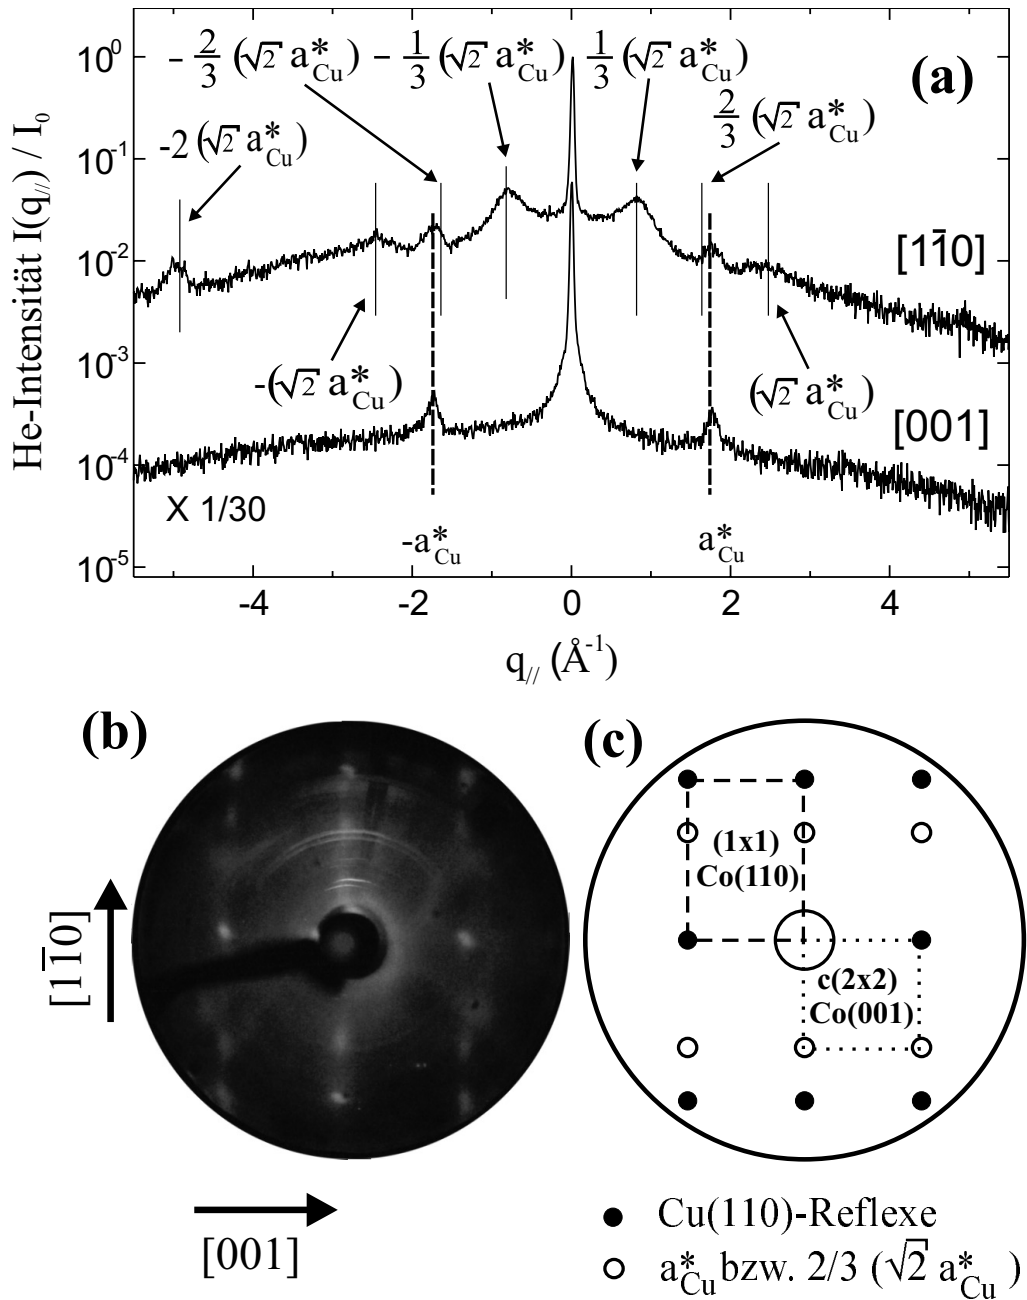 (a)
- 2/3 (√2 a*Cu)
- 1/3 (√2 a*Cu)
1/3 (√2 a*Cu)
2/3 (√2 a*Cu)
-2 (√2 a*Cu)
[11̅0]
-(√2 a*Cu)
(√2 a*Cu)
[001]
X 1/30
-a*Cu
a*Cu
He-Intensität I(q//) / I0
10^0
10^-1
10^-2
10^-3
10^-4
10^-5
-4 -2 0 2 4
q// (Å^-1)
(b)
[11̅0]
[001]
(c)
(1x1)
Co(110)
c(2x2)
Co(001)
Cu(110)-Reflexe
a*Cu bzw. 2/3 (√2 a*Cu)